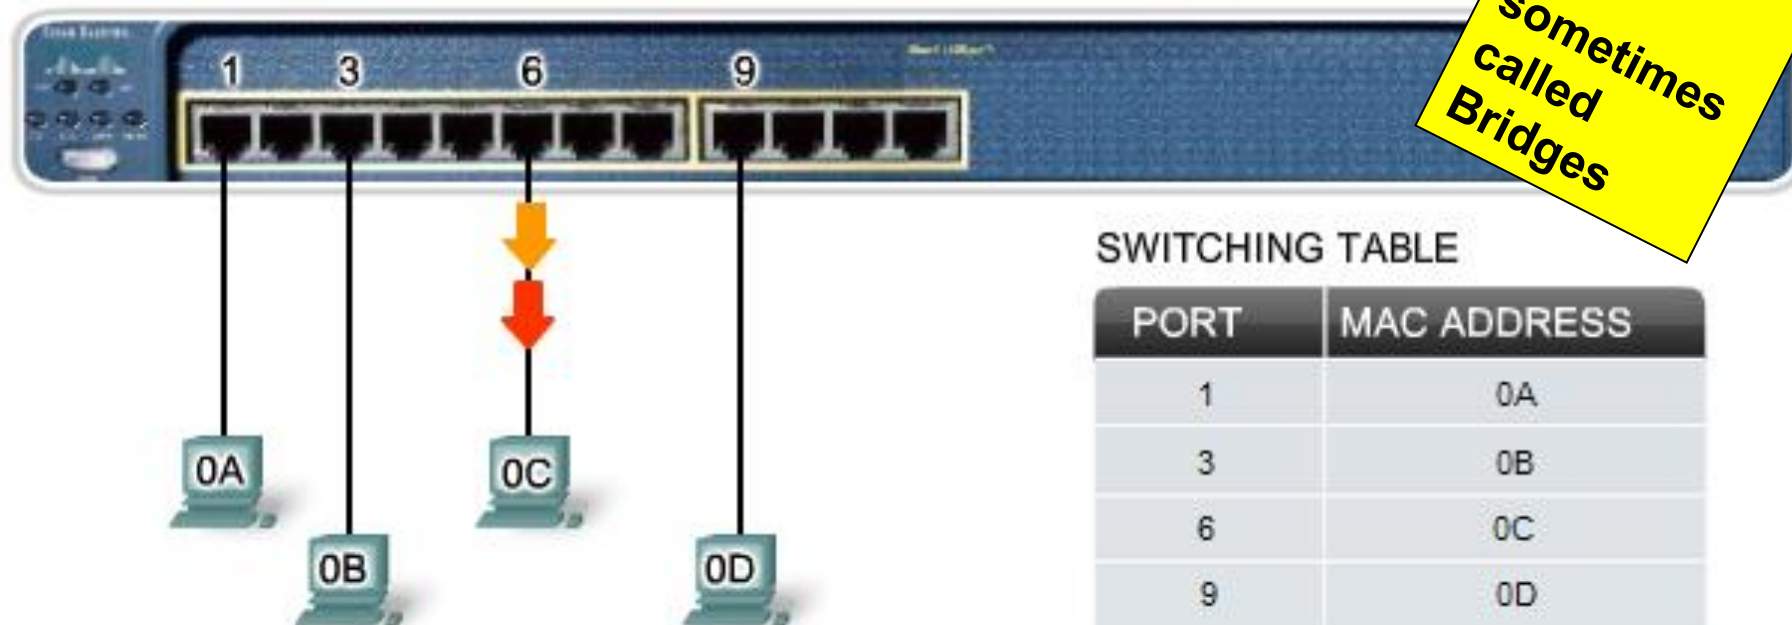 sometimes
called
Bridges
1 3 6 9
SWITCHING TABLE
PORT MAC ADDRESS
1 0A
3 0B
6 0C
9 0D
0A
0C
0B
0D